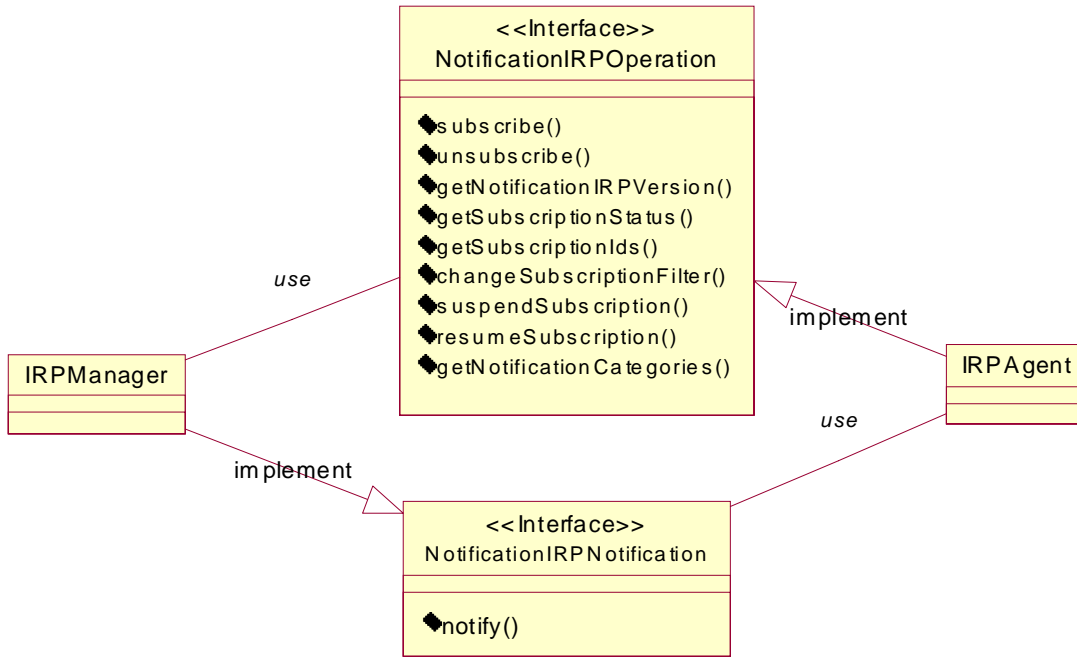 <<Interface>>
NotificationIRPOperation
subscribe()
unsubscribe()
getNotificationIRPVersion()
getSubscriptionStatus()
getSubscriptionIds()
changeSubscriptionFilter()
suspendSubscription()
resumeSubscription()
getNotificationCategories()
use
implement
IRPManager
IRPAgent
use
implement
<<Interface>>
NotificationIRPNotification
notify()